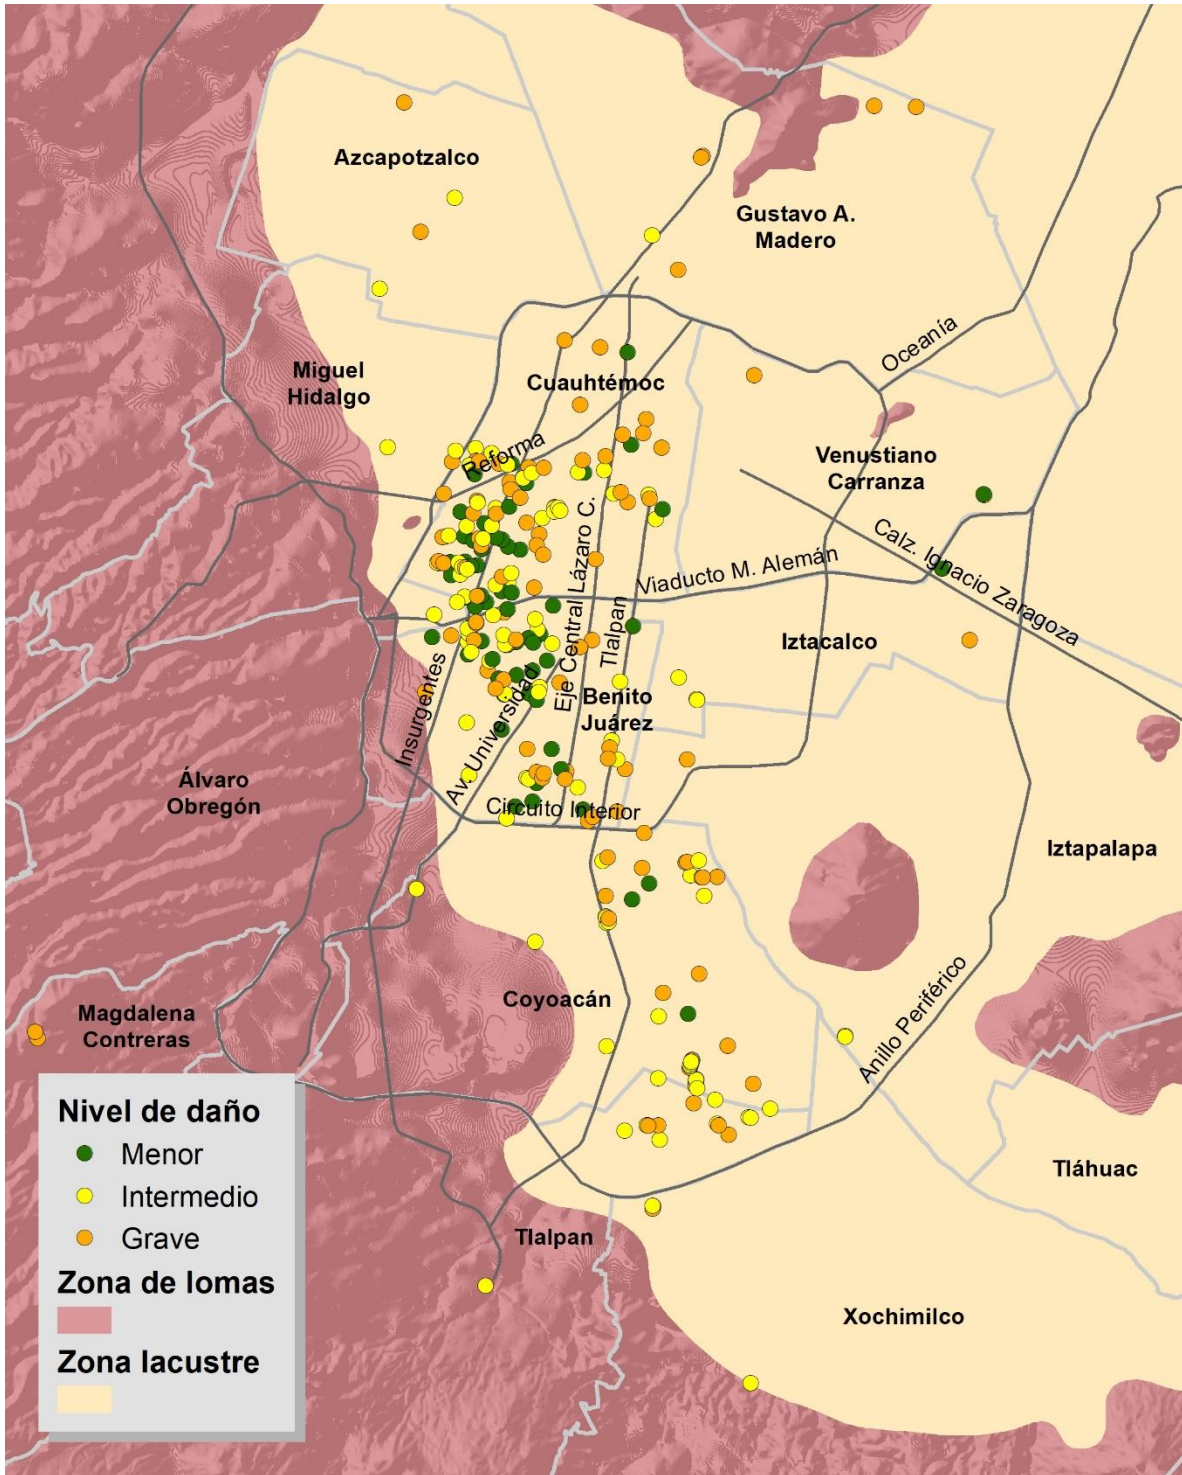 Azcapotzalco
Gustavo A.
Madero
Oceanía
Miguel
Hidalgo
Cuauhtémoc
Reforma
Venustiano
Carranza
Calz. Ignacio Zaragoza
Eje Central Lázaro C.
Viaducto M. Alemán
Tlalpan
Iztacalco
Insurgentes
Av. Universidad
Benito
Juárez
Álvaro
Obregón
Circuito Interior
Iztapalapa
Coyoacán
Anillo Periférico
Magdalena
Contreras
Tláhuac
Tlalpan
Xochimilco
Nivel de daño
Menor
Intermedio
Grave
Zona de lomas
Zona lacustre